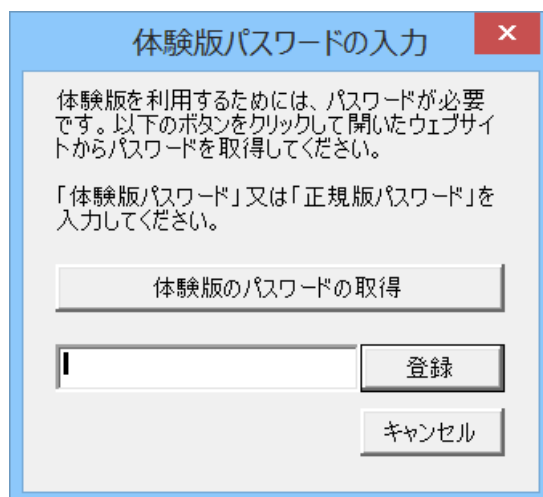 体験版パスワードの入力
体験版を利用するためには、パスワードが必要
です。以下のボタンをクリックして開いたウェブサイ
トからパスワードを取得してください。
「体験版パスワード」又は「正規版パスワード」を
入力してください。
体験版のパスワードの取得
登録
キャンセル